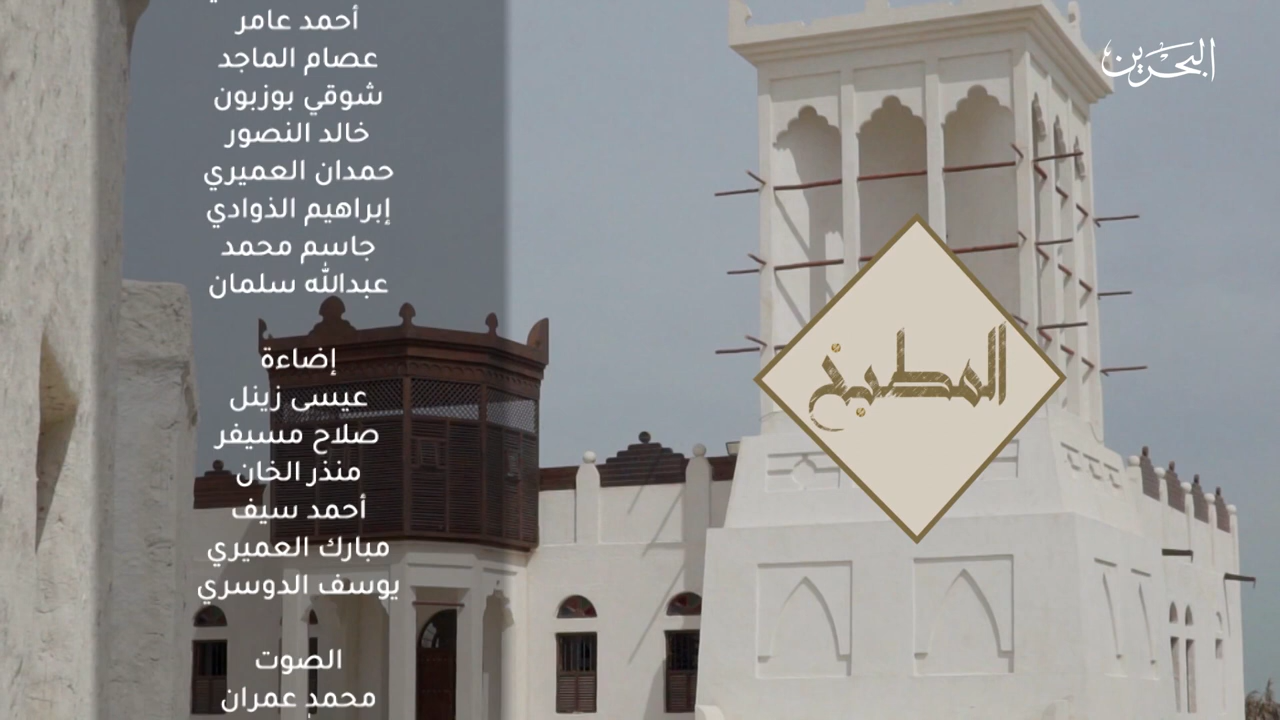 أحمد عامر
عصام الماجد
شوقي بوزبون
خالد النصور
حمدان العميري
إبراهيم الذوادي
جاسم محمد
عبدالله سلمان
إضاءة
عيسى زينل
صلاح مسيفر
منذر الخان
أحمد سيف
مبارك العميري
يوسف الدوسري
الصوت
محمد عمران
البحرين
المطبخ